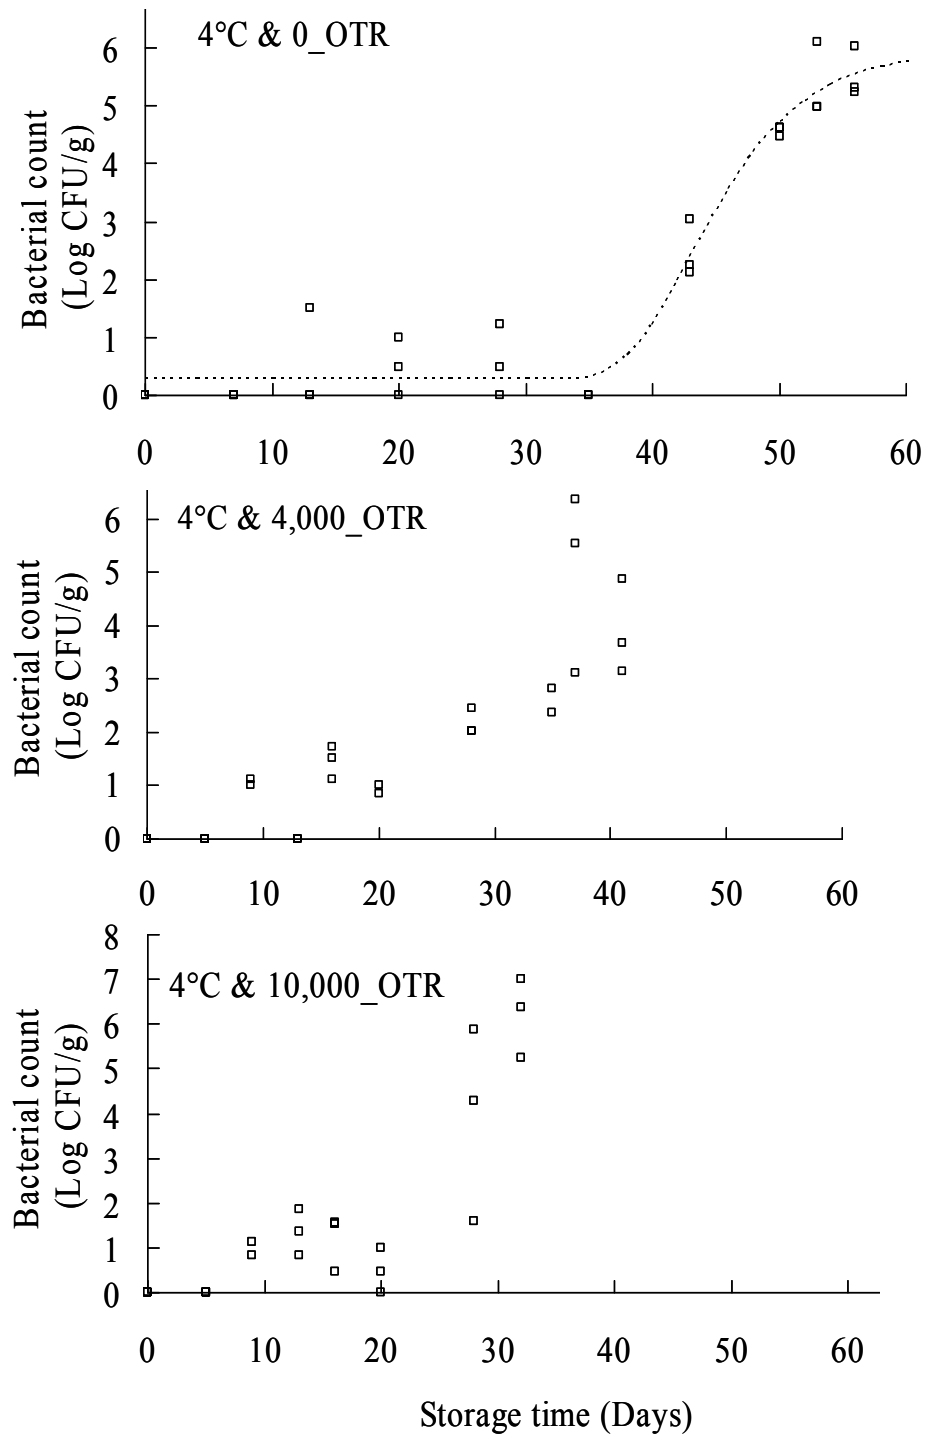 4°C & 0_OTR
Bacterial count
(Log CFU/g)
6
5
4
3
2
1
0
0 10 20 30 40 50 60
4°C & 4,000_OTR
Bacterial count
(Log CFU/g)
6
5
4
3
2
1
0
0 10 20 30 40 50 60
4°C & 10,000_OTR
Bacterial count
(Log CFU/g)
8
7
6
5
4
3
2
1
0
0 10 20 30 40 50 60
Storage time (Days)